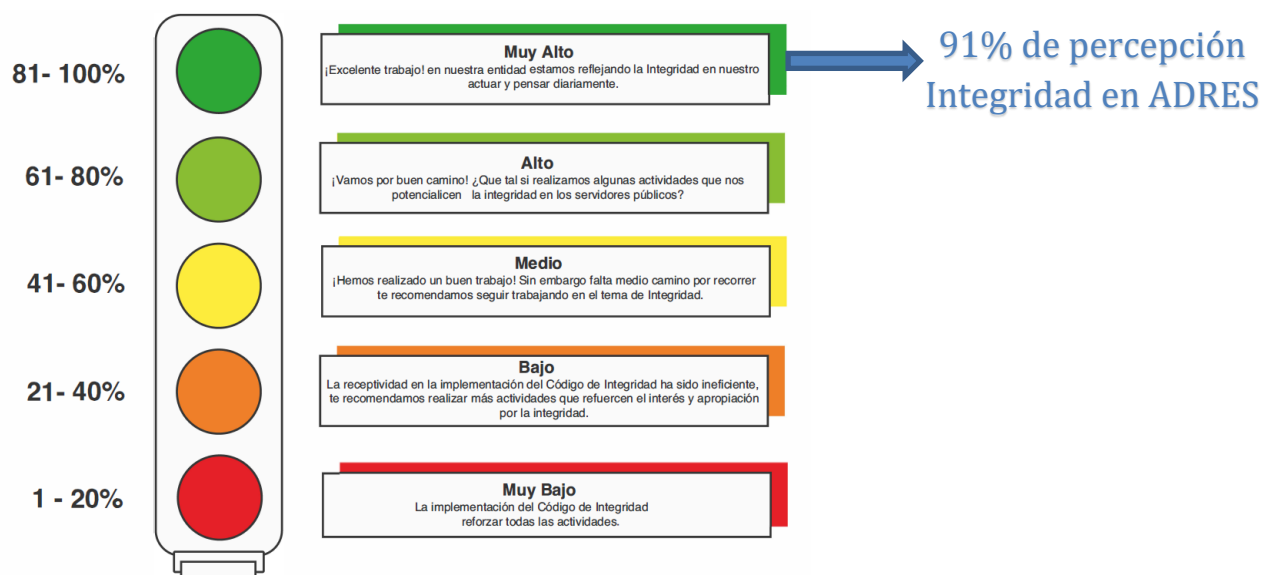 81- 100%
Muy Alto
¡Excelente trabajo! en nuestra entidad estamos reflejando la Integridad en nuestro
actuar y pensar diariamente.
91% de percepción
Integridad en ADRES
61- 80%
Alto
¡Vamos por buen camino! ¿Que tal si realizamos algunas actividades que nos
potencialicen la integridad en los servidores públicos?
41- 60%
Medio
¡Hemos realizado un buen trabajo! Sin embargo falta medio camino por recorrer
te recomendamos seguir trabajando en el tema de Integridad.
21- 40%
Bajo
La receptividad en la implementación del Código de Integridad ha sido ineficiente,
te recomendamos realizar más actividades que refuercen el interés y apropiación
por la integridad.
1 - 20%
Muy Bajo
La implementación del Código de Integridad
reforzar todas las actividades.